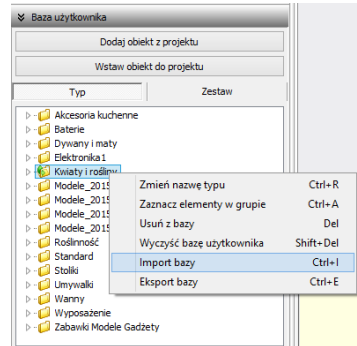 Baza użytkownika
Dodaj obiekt z projektu
Wstaw obiekt do projektu
Typ Zestaw
Akcesoria kuchenne
Baterie
Dywany i maty
Elektronika1
Kwiaty i rośliny
Modele_2015
Modele_2015
Modele_2015
Modele_2015
Roślinność
Standard
Stoliki
Umywalki
Wanny
Wyposażenie
Zabawki Modele Gadżety
Zmień nazwę typu Ctrl+R
Zaznacz elementy w grupie Ctrl+A
Usuń z bazy Del
Wyczyść bazę użytkownika Shift+Del
Import bazy Ctrl+I
Eksport bazy Ctrl+E